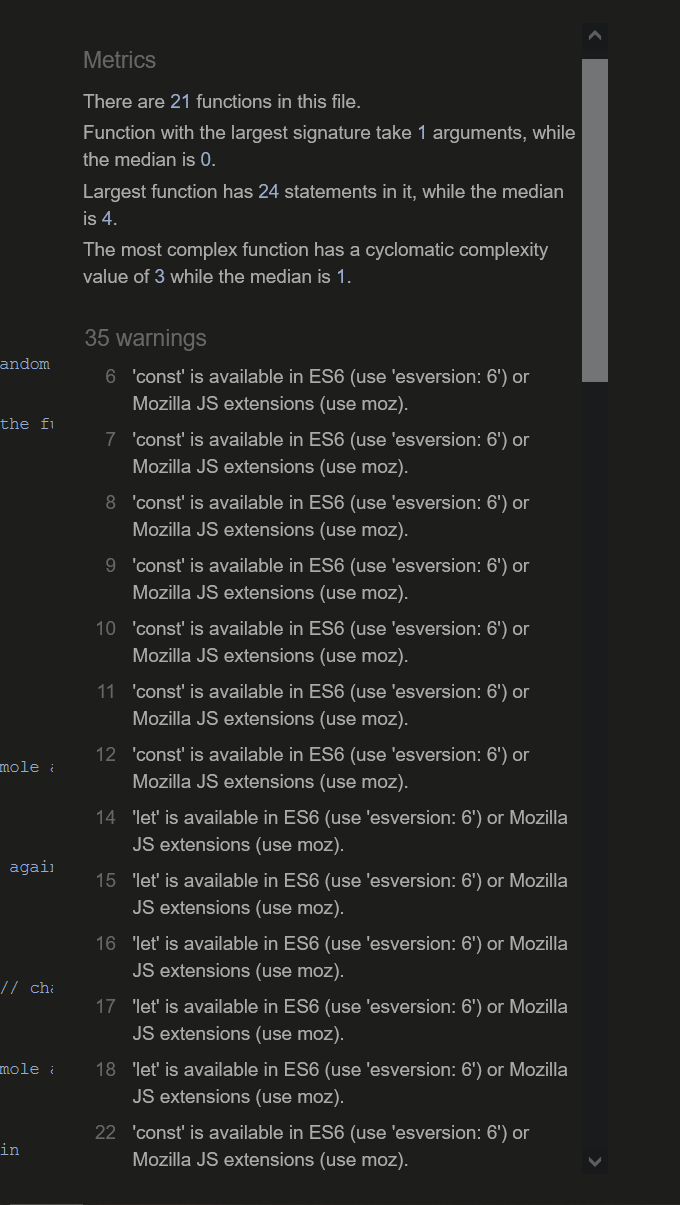 Metrics
There are 21 functions in this file.
Function with the largest signature take 1 arguments, while
the median is 0.
Largest function has 24 statements in it, while the median
is 4.
The most complex function has a cyclomatic complexity
value of 3 while the median is 1.
35 warnings
andom
6 'const' is available in ES6 (use 'esversion: 6') or
Mozilla JS extensions (use moz).
the
7 'const' is available in ES6 (use 'esversion: 6') or
Mozilla JS extensions (use moz).
8 'const' is available in ES6 (use 'esversion: 6') or
Mozilla JS extensions (use moz).
9 'const' is available in ES6 (use 'esversion: 6') or
Mozilla JS extensions (use moz).
10 'const' is available in ES6 (use 'esversion: 6') or
Mozilla JS extensions (use moz).
11 'const' is available in ES6 (use 'esversion: 6') or
Mozilla JS extensions (use moz).
12 'const' is available in ES6 (use 'esversion: 6') or
mole
Mozilla JS extensions (use moz).
14 'let' is available in ES6 (use 'esversion: 6') or Mozilla
JS extensions (use moz).
15 'let' is available in ES6 (use 'esversion: 6') or Mozilla
JS extensions (use moz).
16 'let' is available in ES6 (use 'esversion: 6') or Mozilla
JS extensions (use moz).
//
17 'let' is available in ES6 (use 'esversion: 6') or Mozilla
JS extensions (use moz).
mole
18 'let' is available in ES6 (use 'esversion: 6') or Mozilla
JS extensions (use moz).
22 'const' is available in ES6 (use 'esversion: 6') or
in
Mozilla JS extensions (use moz).